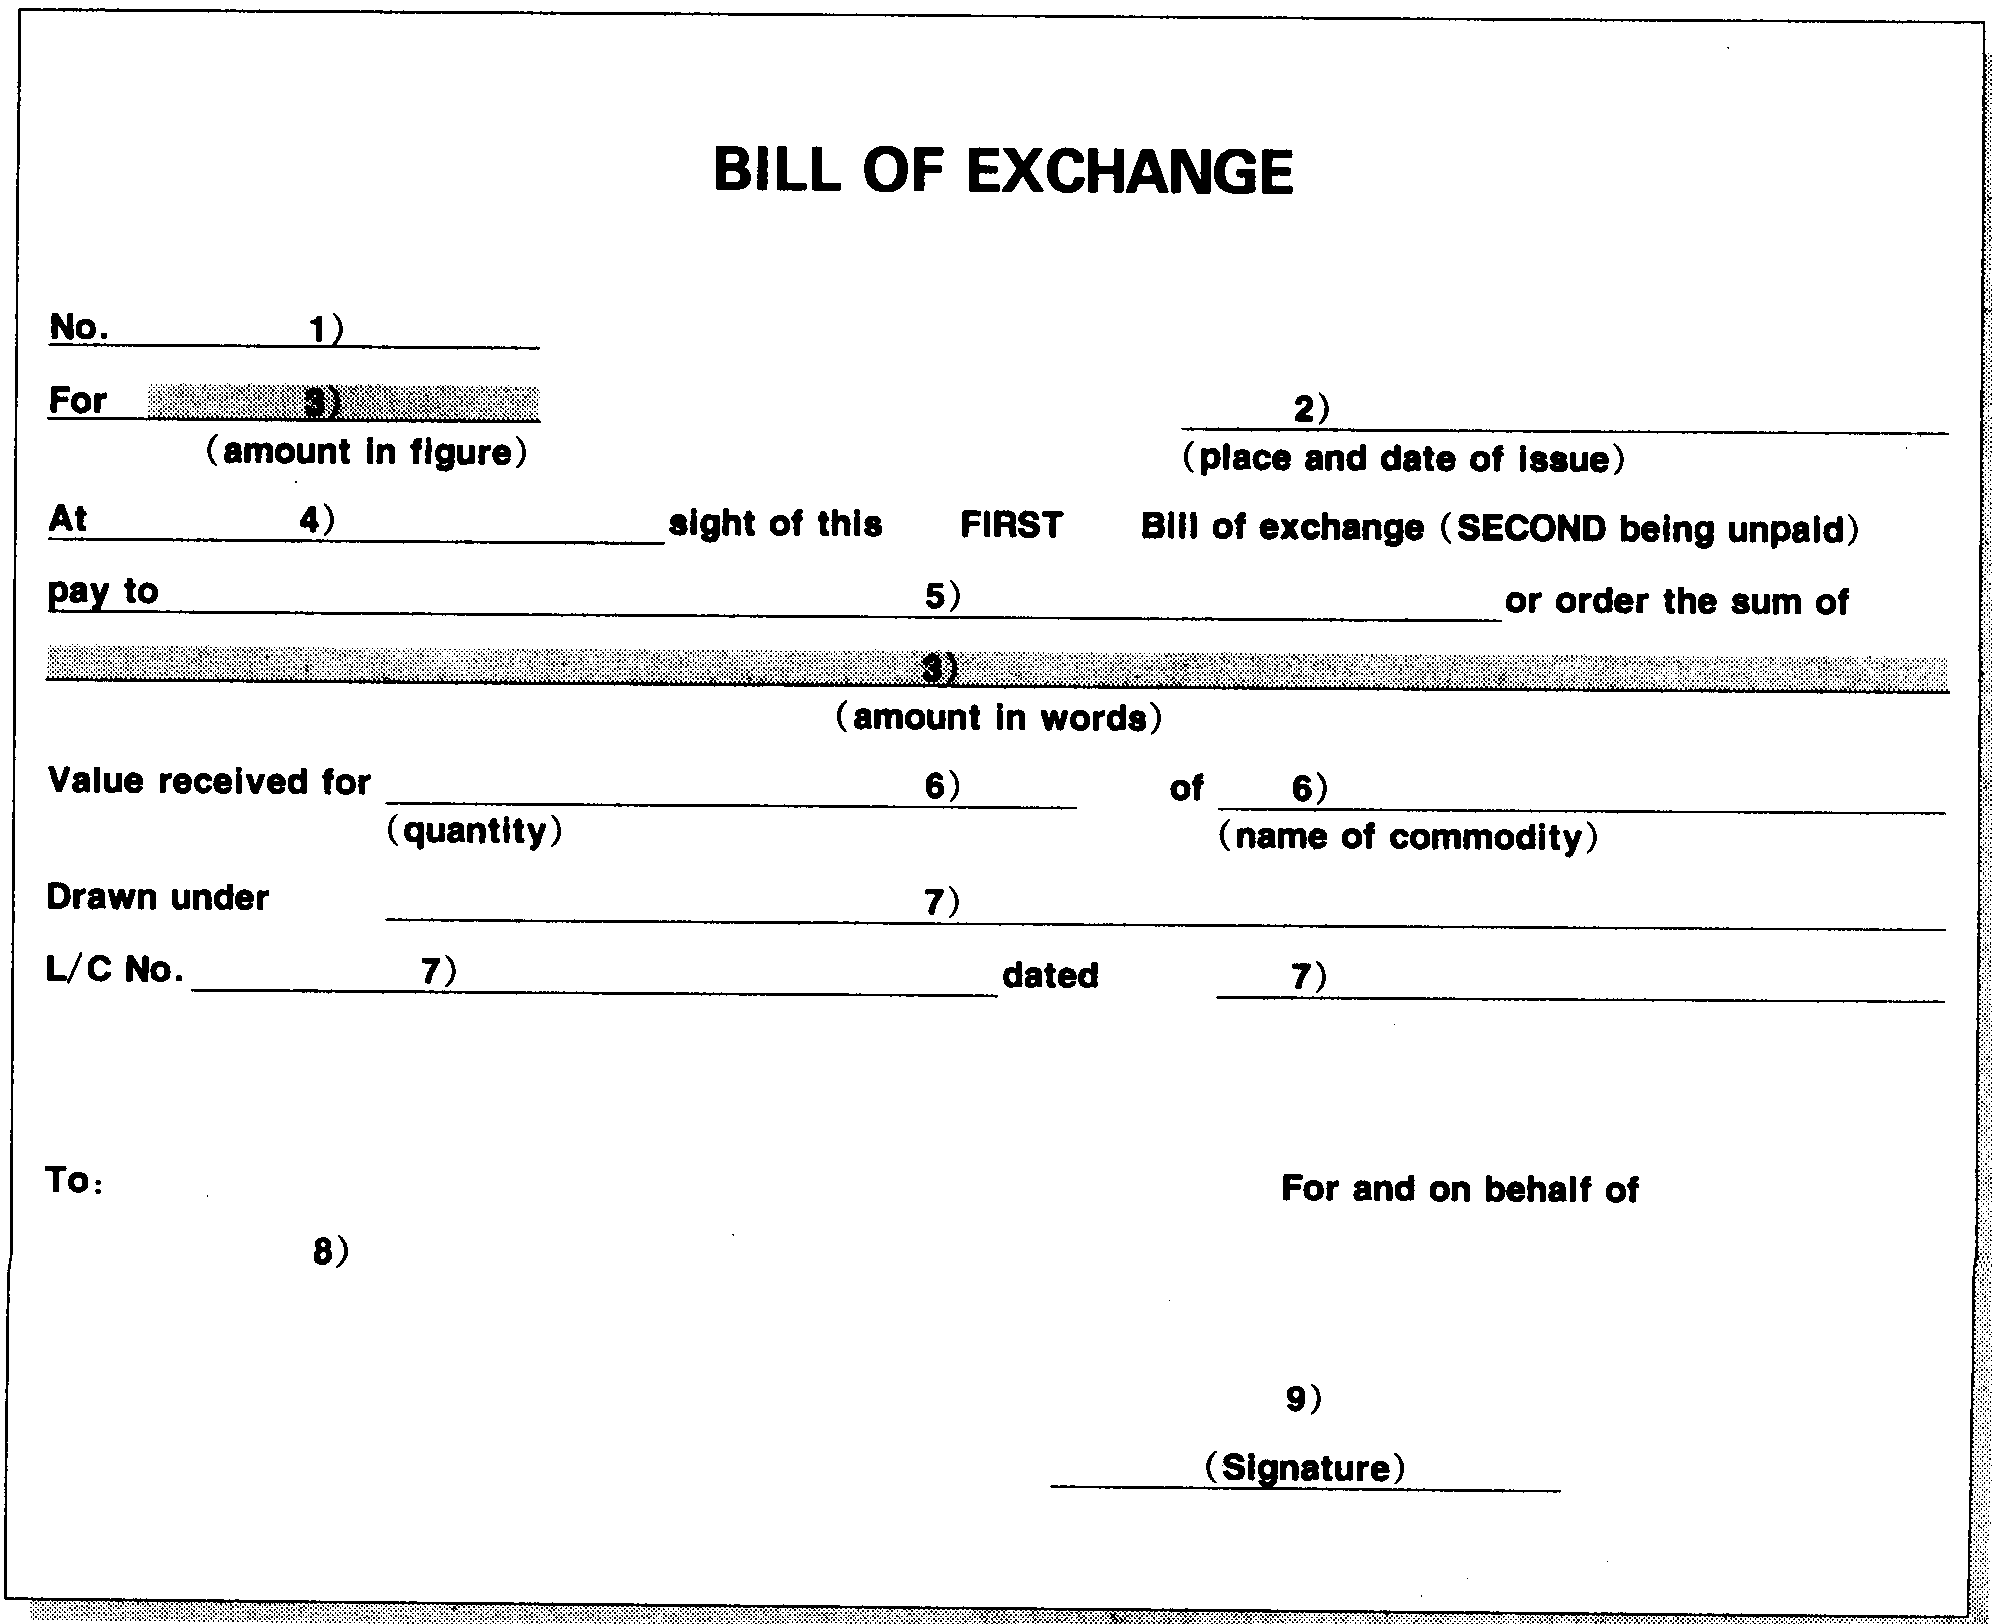 BILL OF EXCHANGE
No. 1)
For 3)
2)
(amount in figure)
(place and date of issue)
At 4) sight of this FIRST Bill of exchange (SECOND being unpaid)
pay to 5) or order the sum of
3)
(amount in words)
Value received for 6) of 6)
(quantity) (name of commodity)
Drawn under 7)
L/C No. 7) dated 7)
To: For and on behalf of
8)
9)
(Signature)